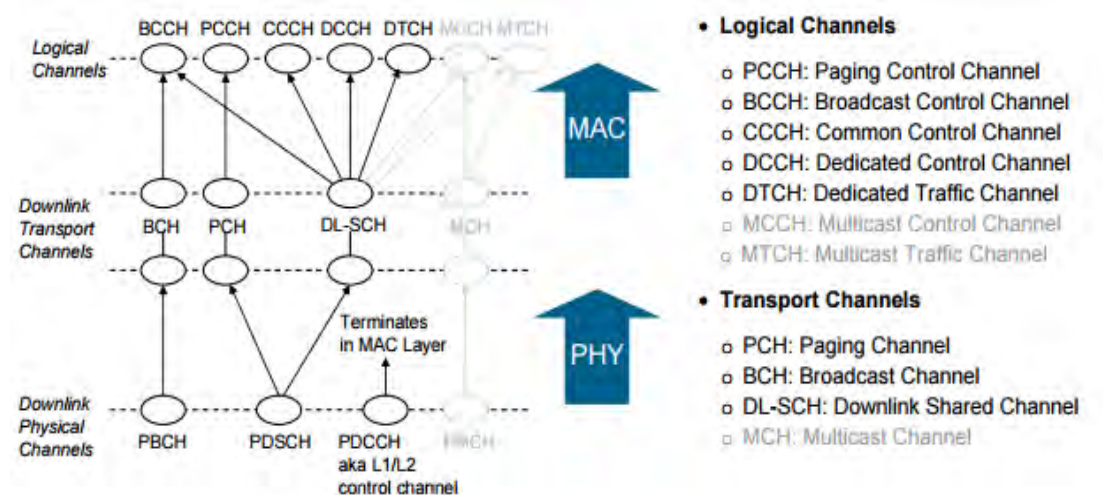 BCCH PCCH CCCH DCCH DTCH MCCH MTCH
Logical
Channels
Downlink
Transport
Channels
BCH PCH DL-SCH MCH
Terminates
in MAC Layer
Downlink
Physical
Channels
PBCH PDSCH PDCCH
aka L1/L2
control channel
MAC
PHY
• Logical Channels
o PCCH: Paging Control Channel
o BCCH: Broadcast Control Channel
o CCCH: Common Control Channel
o DCCH: Dedicated Control Channel
o DTCH: Dedicated Traffic Channel
o MCCH: Multicast Control Channel
o MTCH: Multicast Traffic Channel
• Transport Channels
o PCH: Paging Channel
o BCH: Broadcast Channel
o DL-SCH: Downlink Shared Channel
o MCH: Multicast Channel